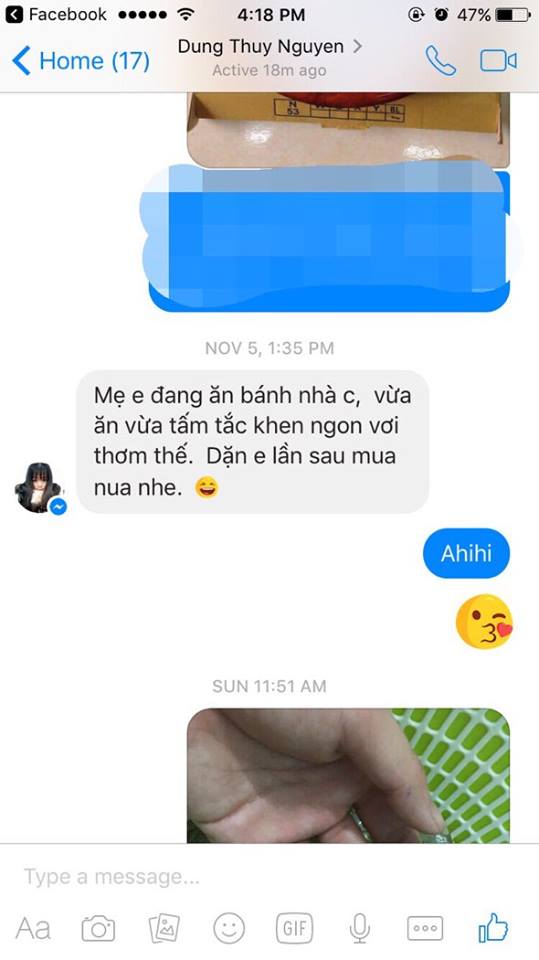 Facebook 4:18 PM 47%
Home (17) Dung Thuy Nguyen
Active 18m ago
N
53
BL
NOV 5, 1:35 PM
Mẹ e đang ăn bánh nhà c, vừa
ăn vừa tấm tắc khen ngon vơi
thơm thế. Dặn e lần sau mua
nua nhe. 😄
Ahihi
😘
SUN 11:51 AM
Type a message...
Aa
GIF